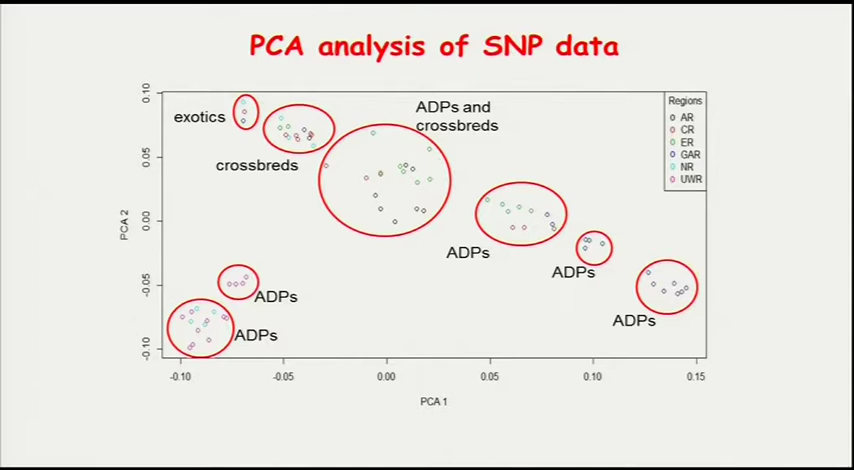 PCA analysis of SNP data
exotics
crossbreds
ADPs and
crossbreds
ADPs
ADPs
ADPs
ADPs
ADPs
Regions
AR
CR
ER
GAR
NR
UWR
PCA 2
0.10
0.05
0.00
-0.05
-0.10
-0.10
-0.05
0.00
0.05
0.10
0.15
PCA 1